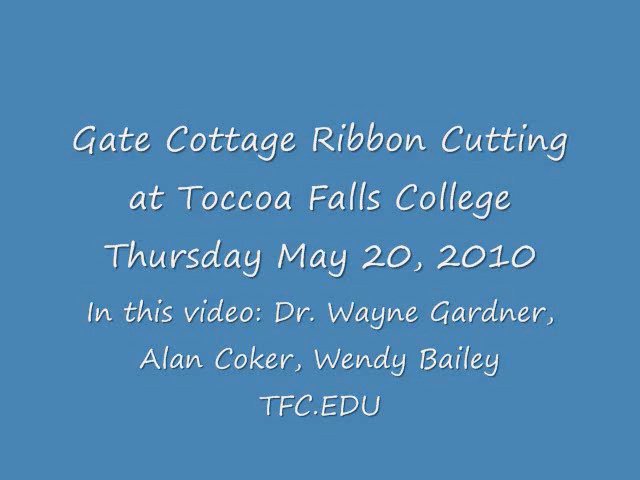 Gate Cottage Ribbon Cutting
at Toccoa Falls College
Thursday May 20, 2010
In this video: Dr. Wayne Gardner,
Alan Coker, Wendy Bailey
TFC.EDU